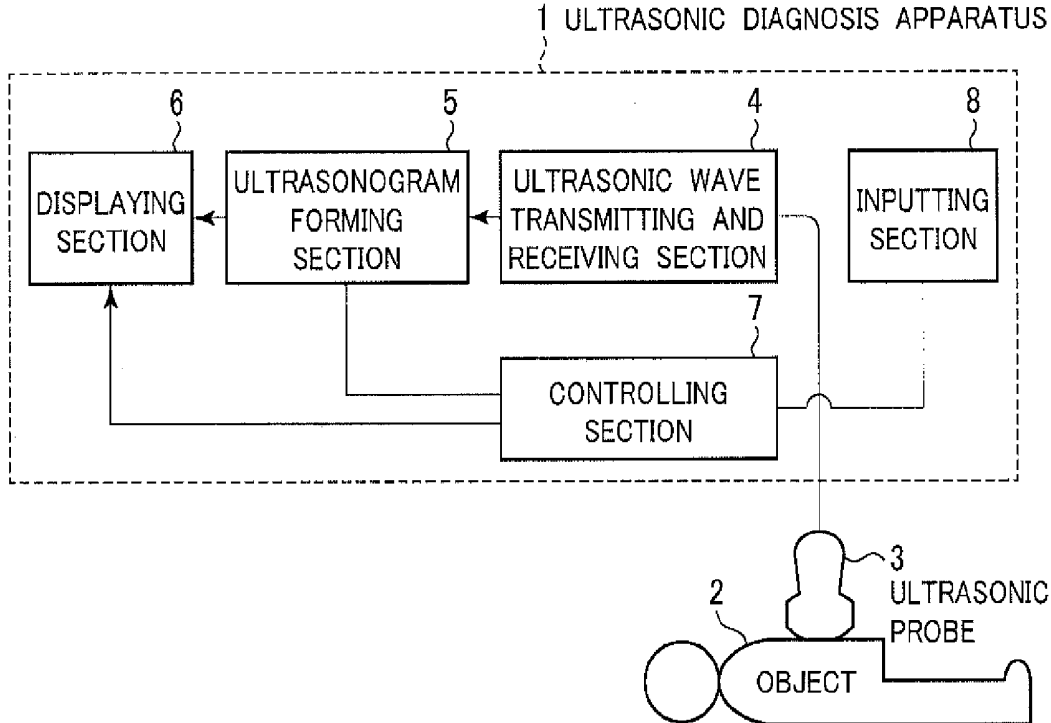 1 ULTRASONIC DIAGNOSIS APPARATUS
6
5
4
8
DISPLAYING
SECTION
ULTRASONOGRAM
FORMING
SECTION
ULTRASONIC WAVE
TRANSMITTING AND
RECEIVING SECTION
INPUTTING
SECTION
7
CONTROLLING
SECTION
3
ULTRASONIC
PROBE
2
OBJECT